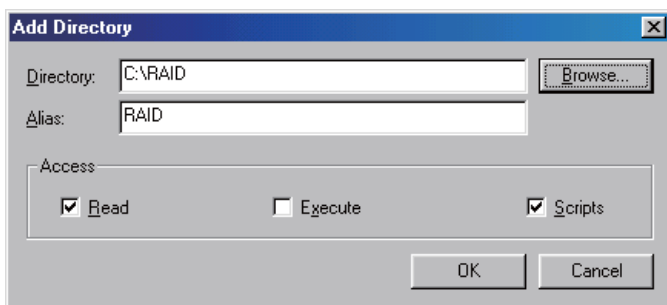 Add Directory
Directory: C:\RAID Browse...
Alias: RAID
Access
Read Execute Scripts
OK Cancel